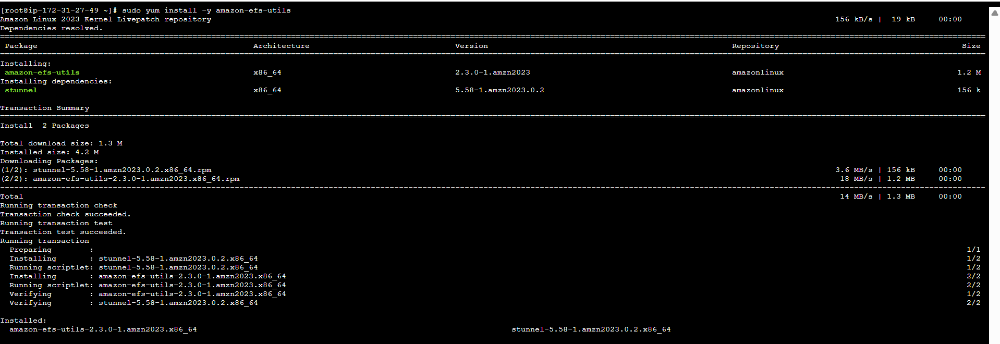 [root@ip-172-31-27-49 ~]# sudo yum install -y amazon-efs-utils
Amazon Linux 2023 Kernel Livepatch repository 156 kB/s | 19 kB 00:00
Dependencies resolved.
Package Architecture Version Repository Size
Installing:
amazon-efs-utils x86_64 2.3.0-1.amzn2023 amazonlinux 1.2 M
Installing dependencies:
stunnel x86_64 5.58-1.amzn2023.0.2 amazonlinux 156 k
Transaction Summary
Install 2 Packages
Total download size: 1.3 M
Installed size: 4.2 M
Downloading Packages:
(1/2): stunnel-5.58-1.amzn2023.0.2.x86_64.rpm 3.6 MB/s | 156 kB 00:00
(2/2): amazon-efs-utils-2.3.0-1.amzn2023.x86_64.rpm 18 MB/s | 1.2 MB 00:00
Total 14 MB/s | 1.3 MB 00:00
Running transaction check
Transaction check succeeded.
Running transaction test
Transaction test succeeded.
Running transaction
Preparing : 1/1
Installing : stunnel-5.58-1.amzn2023.0.2.x86_64 1/2
Running scriptlet: stunnel-5.58-1.amzn2023.0.2.x86_64 1/2
Installing : amazon-efs-utils-2.3.0-1.amzn2023.x86_64 2/2
Running scriptlet: amazon-efs-utils-2.3.0-1.amzn2023.x86_64 2/2
Verifying : amazon-efs-utils-2.3.0-1.amzn2023.x86_64 1/2
Verifying : stunnel-5.58-1.amzn2023.0.2.x86_64 2/2
Installed:
amazon-efs-utils-2.3.0-1.amzn2023.x86_64 stunnel-5.58-1.amzn2023.0.2.x86_64